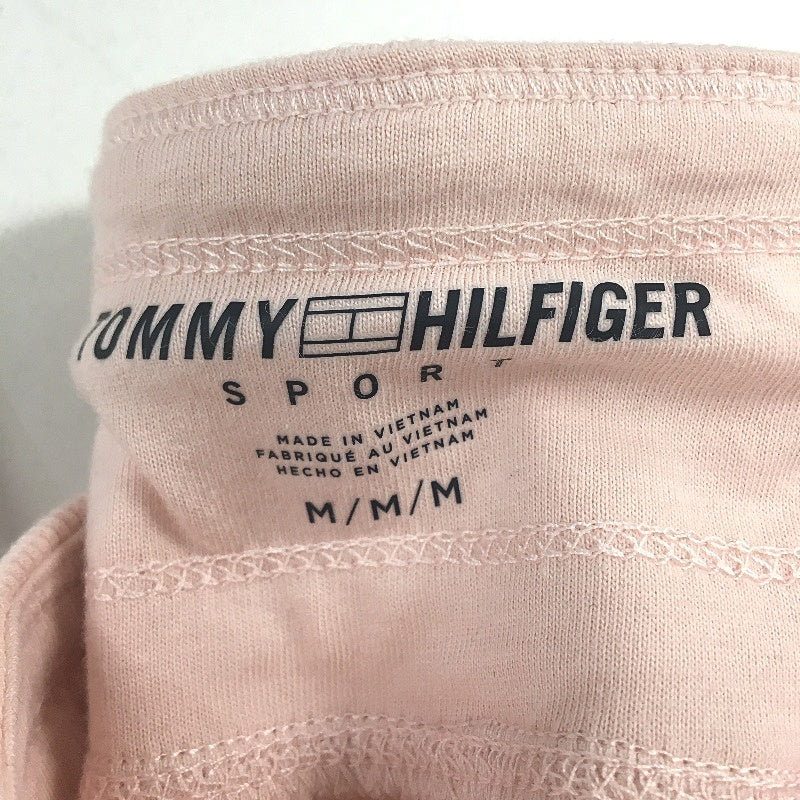 TOMMY HILFIGER
SPORT
MADE IN VIETNAM
FABRIQUÉ AU VIETNAM
HECHO EN VIETNAM
M/M/M